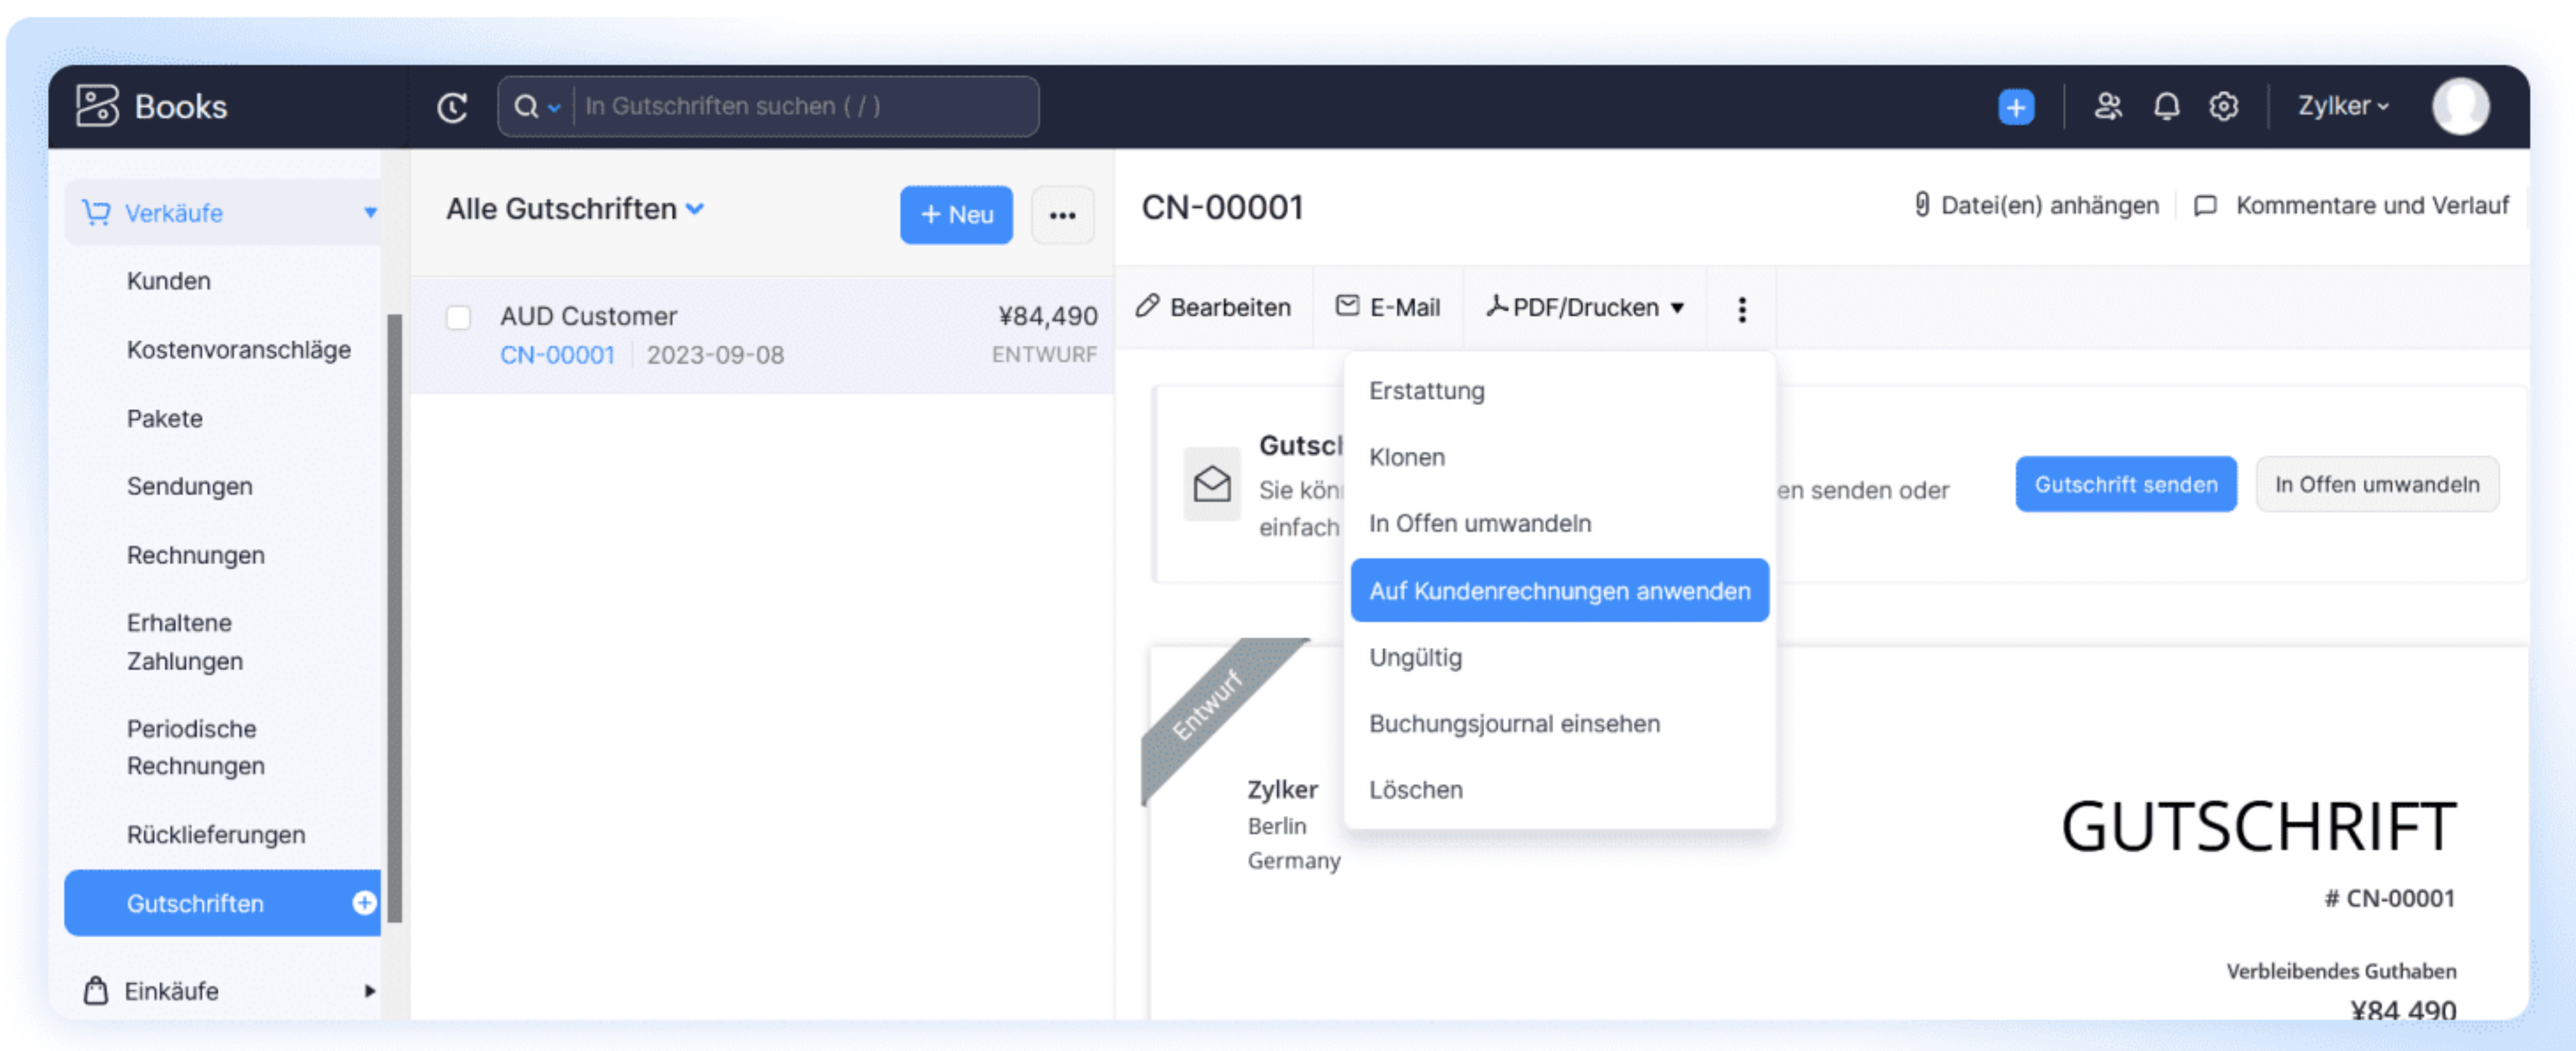 Books
In Gutschriften suchen ( / )
Zylker
Verkäufe
Kunden
Kostenvoranschläge
Pakete
Sendungen
Rechnungen
Erhaltene
Zahlungen
Periodische
Rechnungen
Rücklieferungen
Gutschriften
Einkäufe
Alle Gutschriften
+ Neu
AUD Customer
¥84,490
CN-00001
2023-09-08
ENTWURF
CN-00001
Datei(en) anhängen
Kommentare und Verlauf
Bearbeiten
E-Mail
PDF/Drucken
Erstattung
Klonen
In Offen umwandeln
Auf Kundenrechnungen anwenden
Ungültig
Buchungsjournal einsehen
Löschen
Sie
en senden oder
einfach
Gutschrift senden
In Offen umwandeln
Entwurf
Zylker
Berlin
Germany
GUTSCHRIFT
# CN-00001
Verbleibendes Guthaben
¥84,490